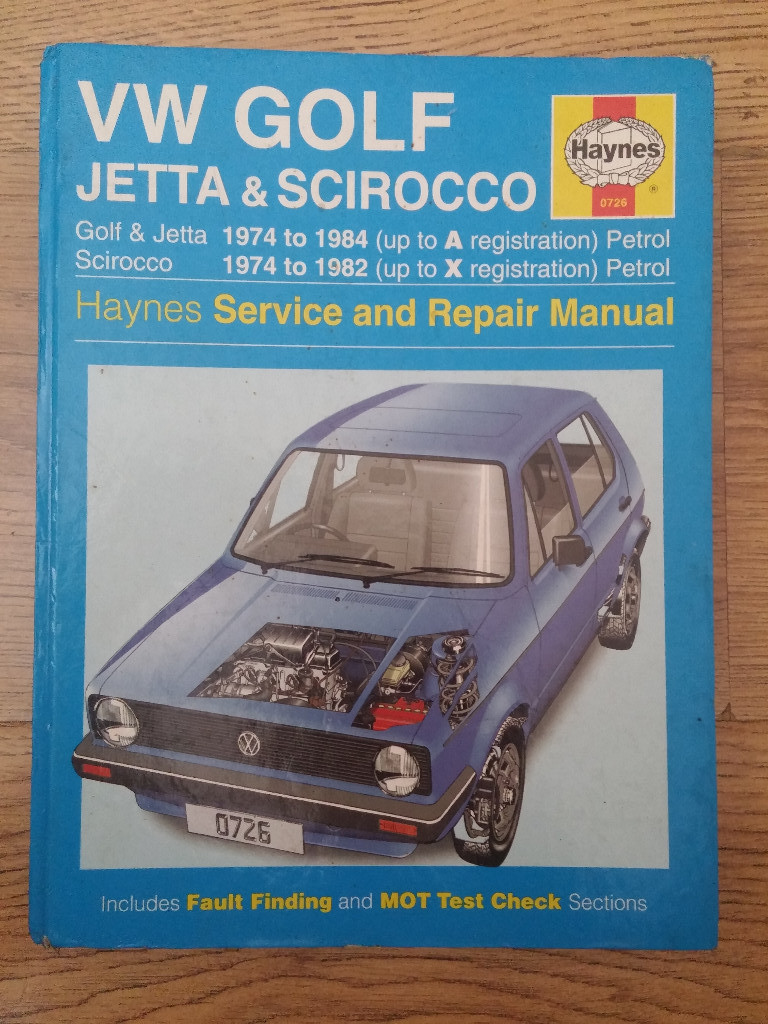 VW GOLF
JETTA & SCIROCCO
Haynes
®
0726
Golf & Jetta 1974 to 1984 (up to A registration) Petrol
Scirocco 1974 to 1982 (up to X registration) Petrol
Haynes Service and Repair Manual
0726
Includes Fault Finding and MOT Test Check Sections